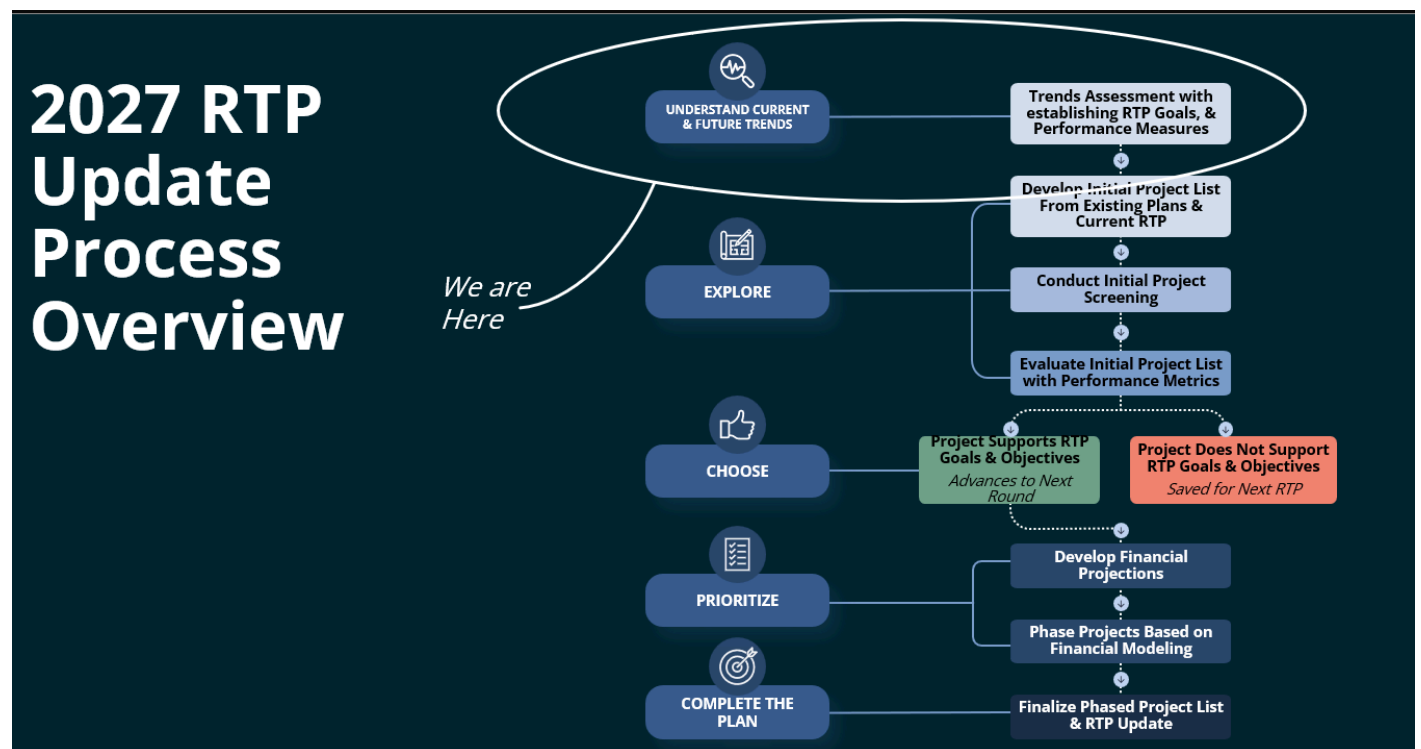 2027 RTP
Update
Process
Overview
We are
Here
UNDERSTAND CURRENT
& FUTURE TRENDS
Trends Assessment with
establishing RTP Goals, &
Performance Measures
EXPLORE
Develop Initial Project List
From Existing Plans &
Current RTP
Conduct Initial Project
Screening
Evaluate Initial Project List
with Performance Metrics
CHOOSE
Project Supports RTP
Goals & Objectives
Advances to Next
Round
Project Does Not Support
RTP Goals & Objectives
Saved for Next RTP
PRIORITIZE
Develop Financial
Projections
Phase Projects Based on
Financial Modeling
COMPLETE THE
PLAN
Finalize Phased Project List
& RTP Update